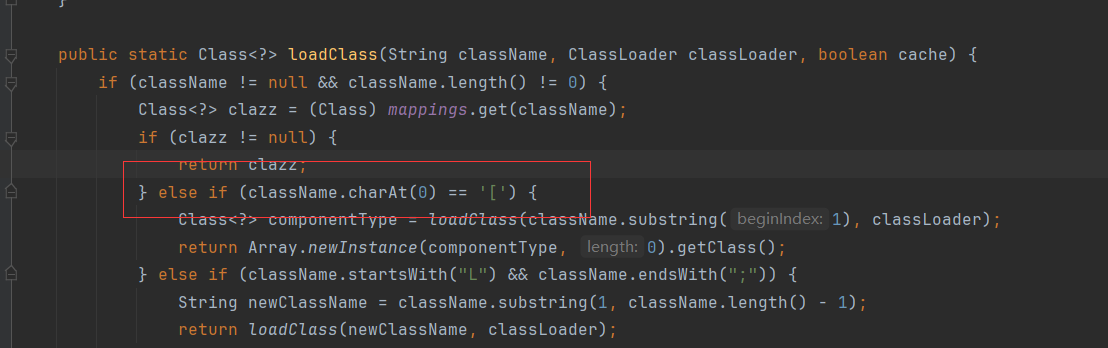 }
public static Class<?> loadClass(String className, ClassLoader classLoader, boolean cache) {
if (className != null && className.length() != 0) {
Class<?> clazz = (Class) mappings.get(className);
if (clazz != null) {
return clazz;
} else if (className.charAt(0) == '[') {
Class<?> componentType = loadClass(className.substring( beginIndex: 1), classLoader);
return Array.newInstance(componentType, length: 0).getClass();
} else if (className.startsWith("L") && className.endsWith(";")) {
String newClassName = className.substring(1, className.length() - 1);
return loadClass(newClassName, classLoader);